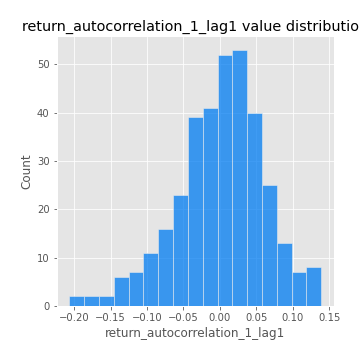 return_autocorrelation_1_lag1 value distributio
50
40
30
20
10
0
Count
−0.20 −0.15 −0.10 −0.05 0.00 0.05 0.10 0.15
return_autocorrelation_1_lag1